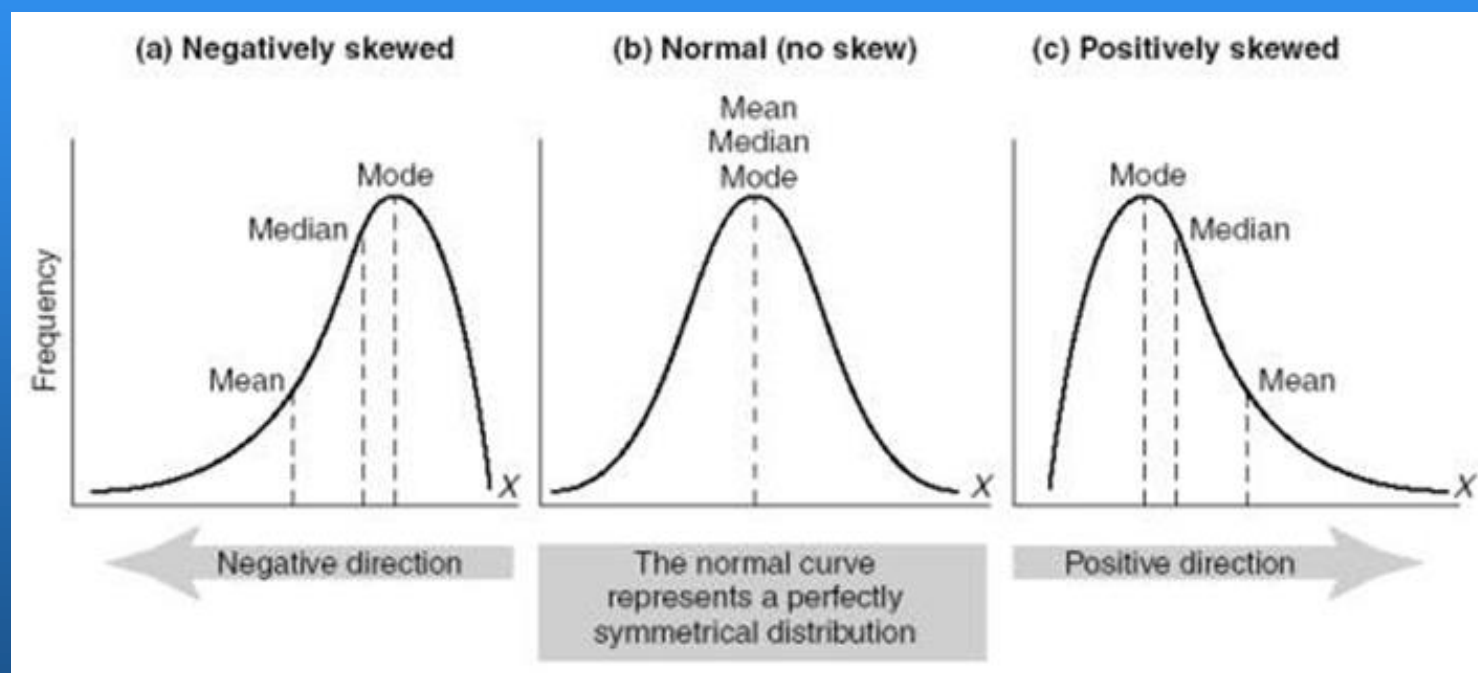 (a) Negatively skewed
Frequency
Mode
Median
Mean
X
Negative direction
(b) Normal (no skew)
Mean
Median
Mode
X
The normal curve
represents a perfectly
symmetrical distribution
(c) Positively skewed
Mode
Median
Mean
X
Positive direction